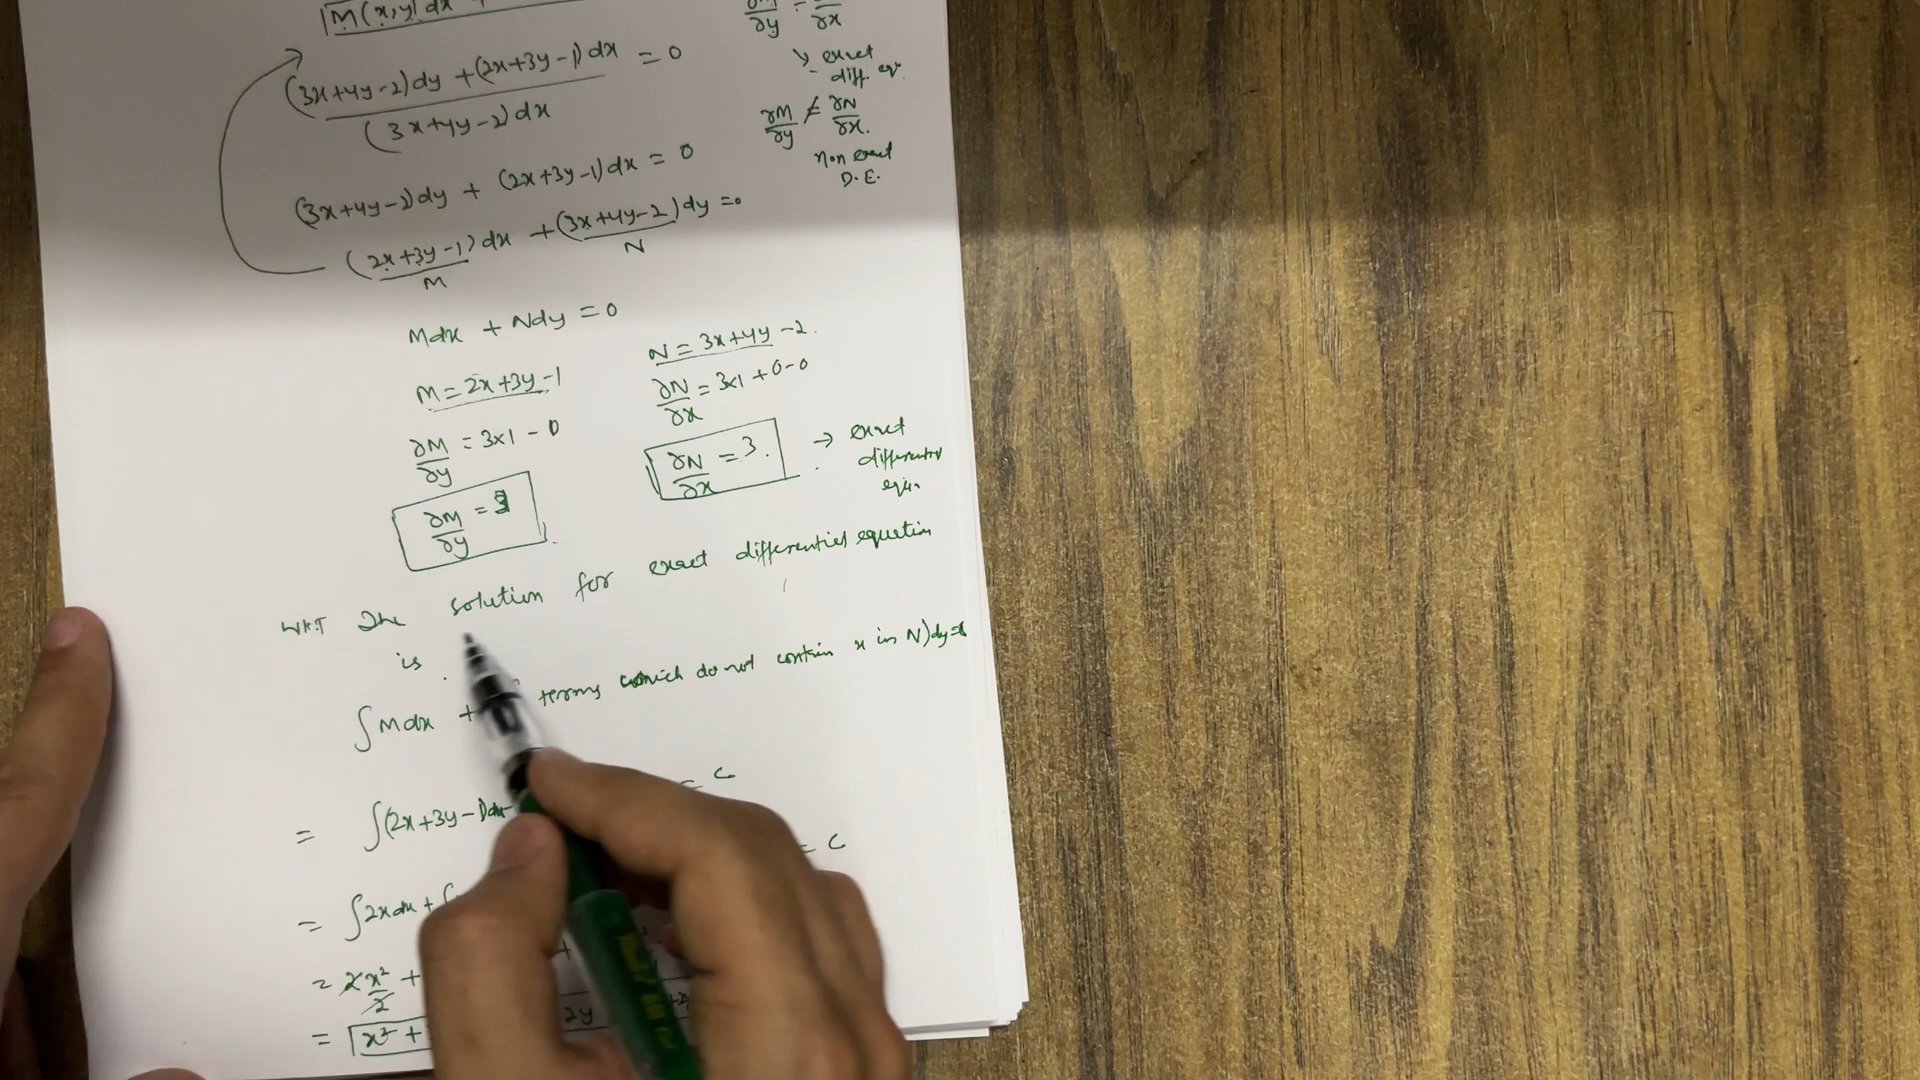 M(x,y)dx +
∂M/∂y = ∂N/∂x
→ exact
diff. eqn.
(3x+4y-2)dy + (2x+3y-1)dx = 0
(3x+4y-2)dx
∂M/∂y ≠ ∂N/∂x.
non exact
D.E.
(3x+4y-2)dy + (2x+3y-1)dx = 0
(2x+3y-1)dx + (3x+4y-2)dy = 0
M N
Mdx + Ndy = 0
M = 2x+3y-1
N = 3x+4y-2.
∂M/∂y = 3x1 - 0
∂N/∂x = 3x1 + 0-0
∂M/∂y = 3
∂N/∂x = 3.
→ exact
differential
eqn.
WKT The solution for exact differential equation
is
∫Mdx + terms which do not contain x in N)dy=c
= ∫(2x+3y-1)dx = c
= ∫2xdx + ∫ = c
= 2x²/2 + +
= x² + 2y